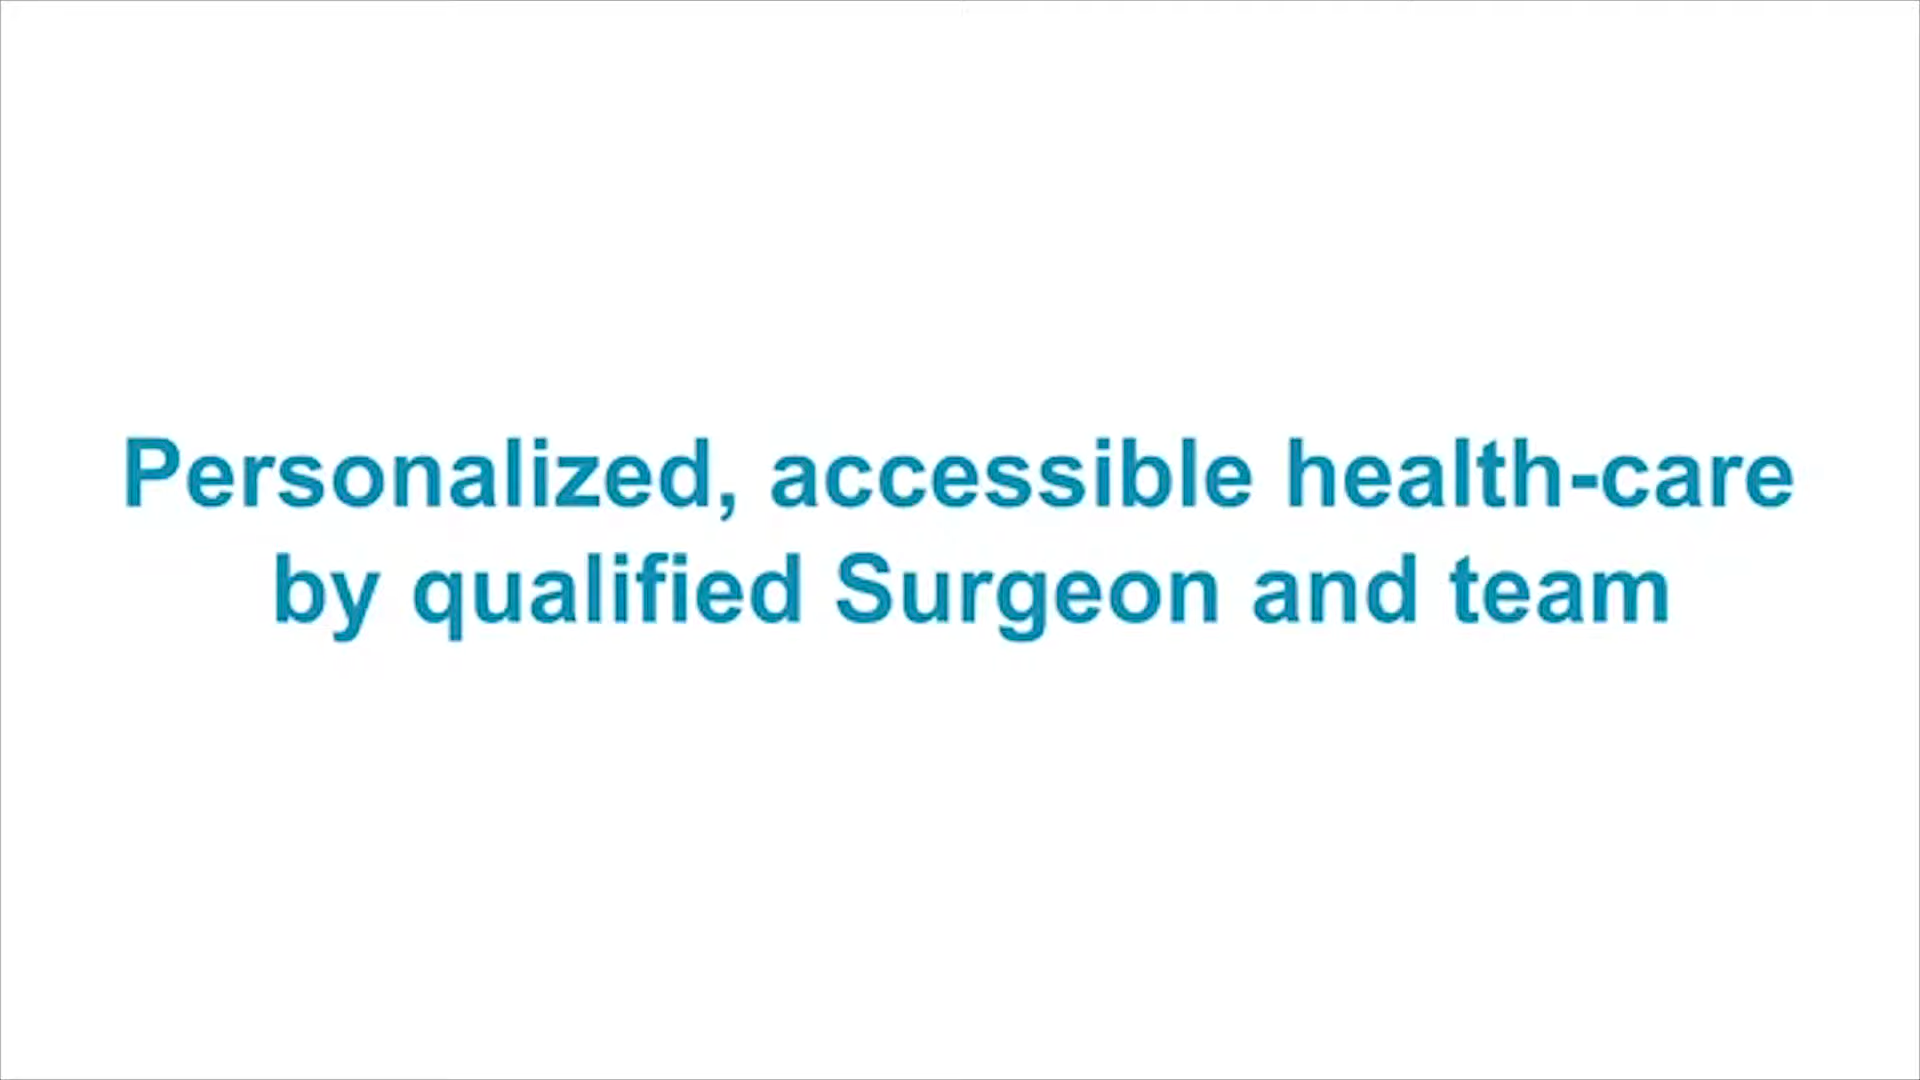 Personalized, accessible health-care
by qualified Surgeon and team